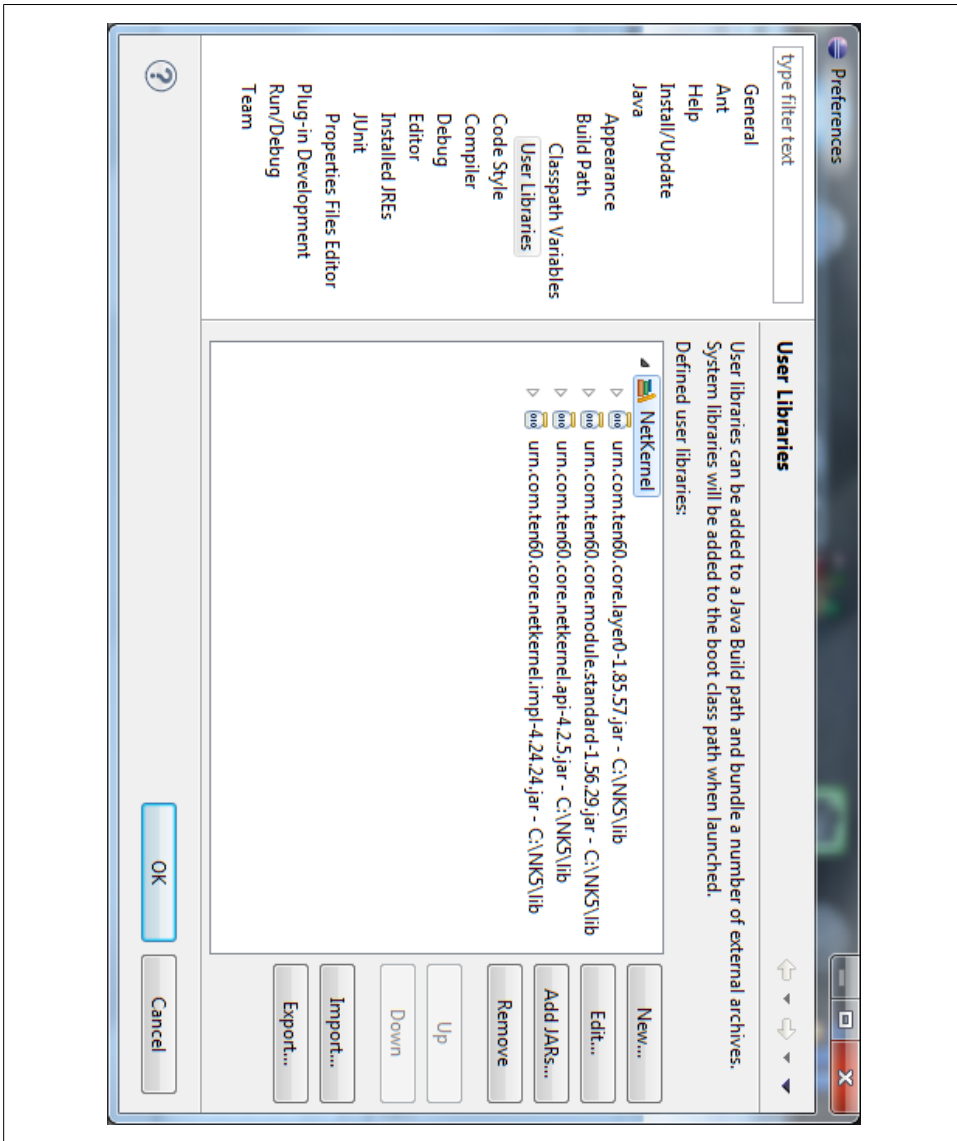 Preferences
type filter text
General
Ant
Help
Install/Update
Java
Appearance
Build Path
Classpath Variables
User Libraries
Code Style
Compiler
Debug
Editor
Installed JREs
JUnit
Properties Files Editor
Plug-in Development
Run/Debug
Team
User Libraries
User libraries can be added to a Java Build path and bundle a number of external archives.
System libraries will be added to the boot class path when launched.
Defined user libraries:
NetKernel
urn.com.ten60.core.layer0-1.85.57.jar - C:\NK5\lib
urn.com.ten60.core.module.standard-1.56.29.jar - C:\NK5\lib
urn.com.ten60.core.netkernel.api-4.2.5.jar - C:\NK5\lib
urn.com.ten60.core.netkernel.impl-4.24.24.jar - C:\NK5\lib
New...
Edit...
Add JARs...
Remove
Up
Down
Import...
Export...
?
OK
Cancel